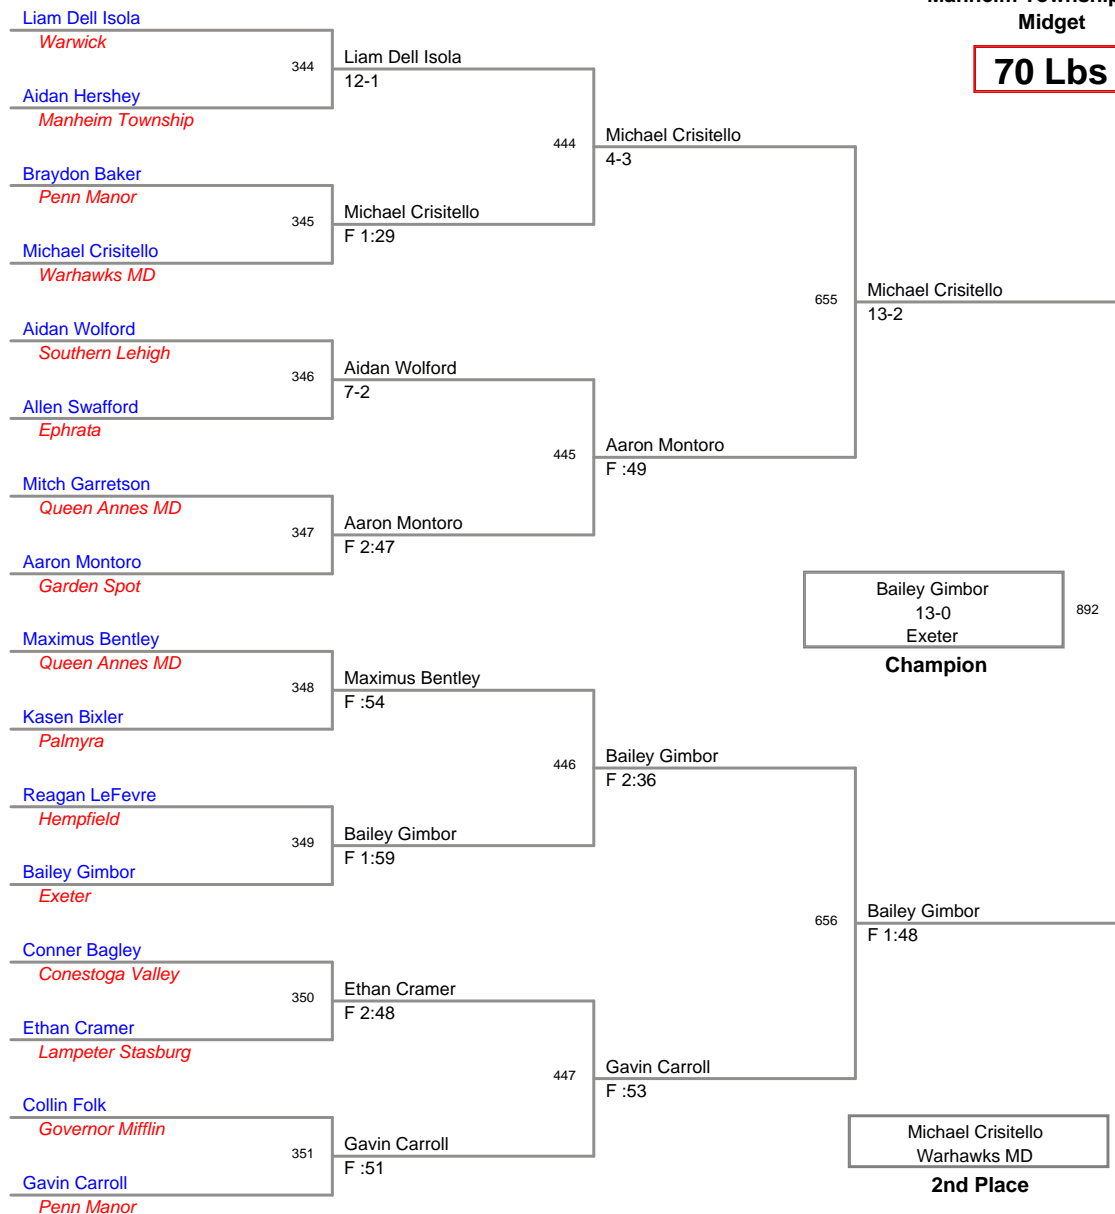 Midget
70 Lbs
Liam Dell Isola
Warwick
344
Liam Dell Isola
12-1
Aidan Hershey
Manheim Township
444
Michael Crisitello
4-3
Braydon Baker
Penn Manor
345
Michael Crisitello
F 1:29
Michael Crisitello
Warhawks MD
655
Michael Crisitello
13-2
Aidan Wolford
Southern Lehigh
346
Aidan Wolford
7-2
Allen Swafford
Ephrata
445
Aaron Montoro
F :49
Mitch Garretson
Queen Annes MD
347
Aaron Montoro
F 2:47
Aaron Montoro
Garden Spot
Bailey Gimbor
13-0
Exeter
892
Champion
Maximus Bentley
Queen Annes MD
348
Maximus Bentley
F :54
Kasen Bixler
Palmyra
446
Bailey Gimbor
F 2:36
Reagan LeFevre
Hempfield
349
Bailey Gimbor
F 1:59
Bailey Gimbor
Exeter
656
Bailey Gimbor
F 1:48
Conner Bagley
Conestoga Valley
350
Ethan Cramer
F 2:48
Ethan Cramer
Lampeter Stasburg
447
Gavin Carroll
F :53
Collin Folk
Governor Mifflin
351
Gavin Carroll
F :51
Gavin Carroll
Penn Manor
Michael Crisitello
Warhawks MD
2nd Place